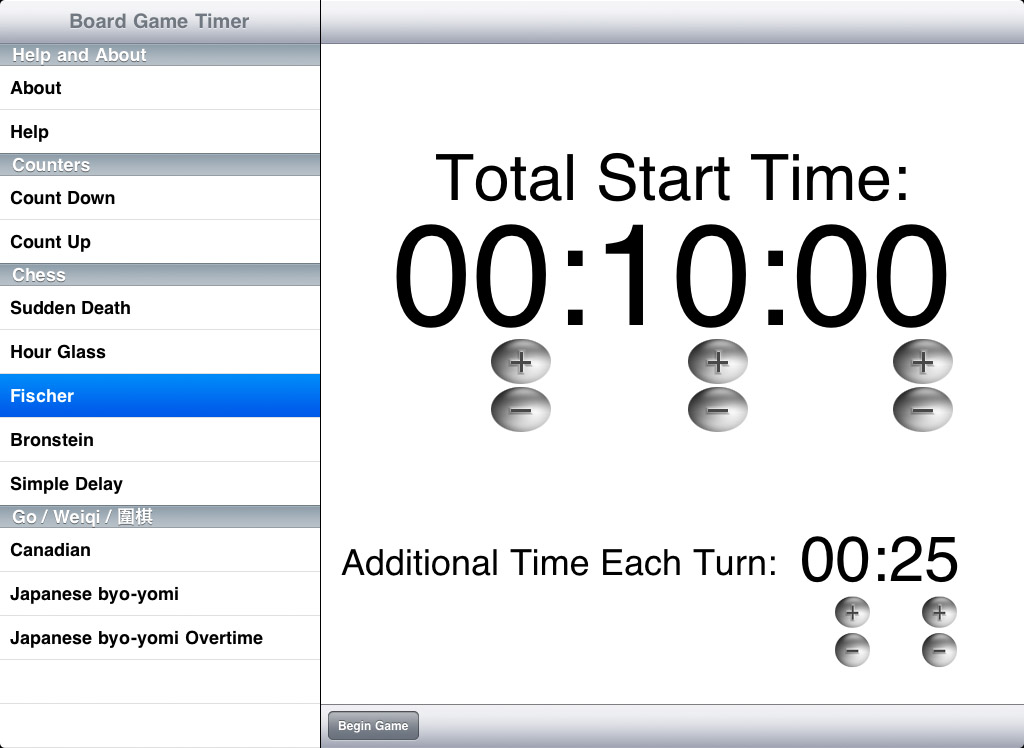 Board Game Timer
Help and About
About
Help
Counters
Count Down
Count Up
Chess
Sudden Death
Hour Glass
Fischer
Bronstein
Simple Delay
Go / Weiqi / 圍棋
Canadian
Japanese byo-yomi
Japanese byo-yomi Overtime
Total Start Time:
00:10:00
+ + +
− − −
Additional Time Each Turn: 00:25
+ +
− −
Begin Game